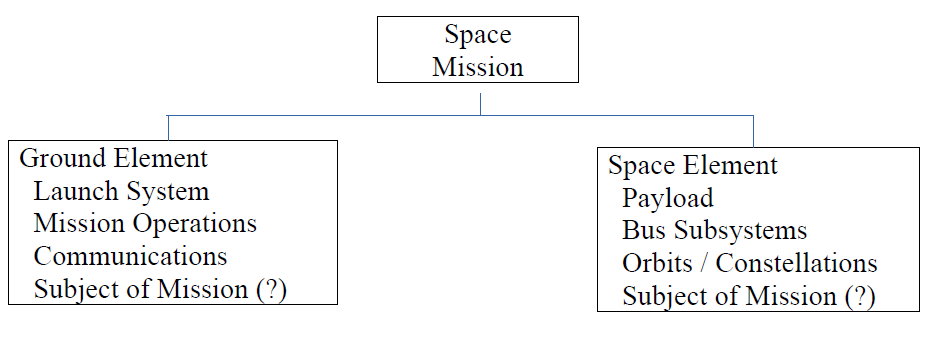 Space
Mission
Ground Element
Launch System
Mission Operations
Communications
Subject of Mission (?)
Space Element
Payload
Bus Subsystems
Orbits / Constellations
Subject of Mission (?)